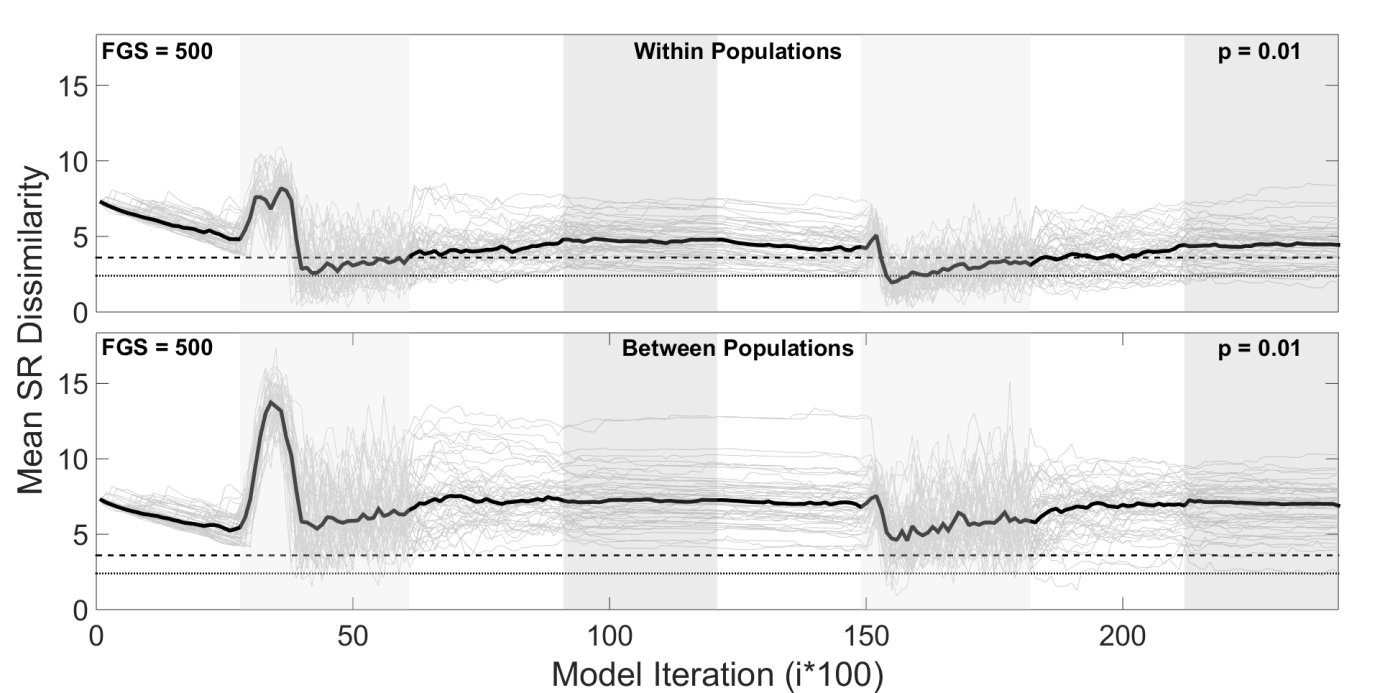 FGS = 500 Within Populations p = 0.01
15
10
5
0
FGS = 500 Between Populations p = 0.01
15
10
5
0
0 50 100 150 200
Mean SR Dissimilarity
Model Iteration (i*100)